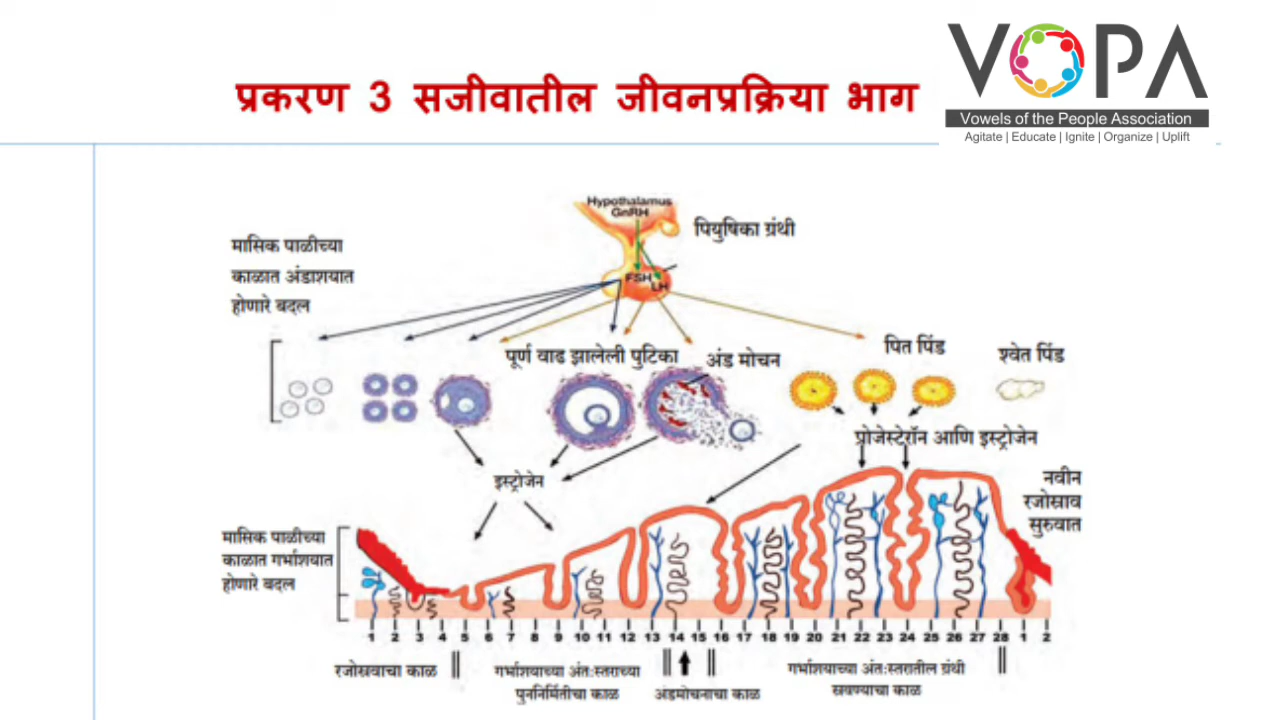 प्रकरण 3 सजीवातील जीवनप्रक्रिया भाग
VOPA
Vowels of the People Association
Agitate | Educate | Ignite | Organize | Uplift
Hypothalamus
GnRH
पियुषिका ग्रंथी
FSH
LH
मासिक पाळीच्या
काळात अंडाशयात
होणारे बदल
पूर्ण वाढ झालेली पुटिका
अंड मोचन
पित पिंड
श्वेत पिंड
प्रोजेस्टेरॉन आणि इस्ट्रोजेन
इस्ट्रोजेन
नवीन
रजोस्राव
सुरुवात
मासिक पाळीच्या
काळात गर्भाशयात
होणारे बदल
1 2 3 4 5 6 7 8 9 10 11 12 13 14 15 16 17 18 19 20 21 22 23 24 25 26 27 28 1 2
रजोस्रवाचा काळ
गर्भाशयाच्या अंतःस्तराच्या
पुनर्निर्मितीचा काळ
अंडमोचनाचा काळ
गर्भाशयाच्या अंतःस्तरातील ग्रंथी
स्रवण्याचा काळ